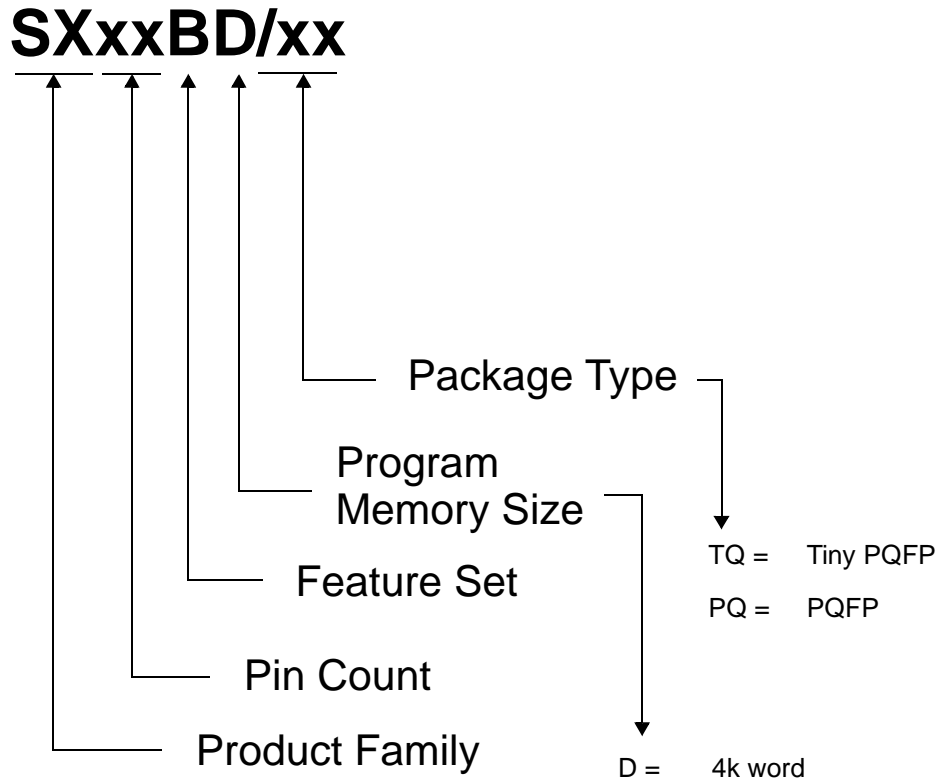 SXxxBD/xx
Package Type
Program
Memory Size
TQ = Tiny PQFP
PQ = PQFP
Feature Set
Pin Count
Product Family
D = 4k word